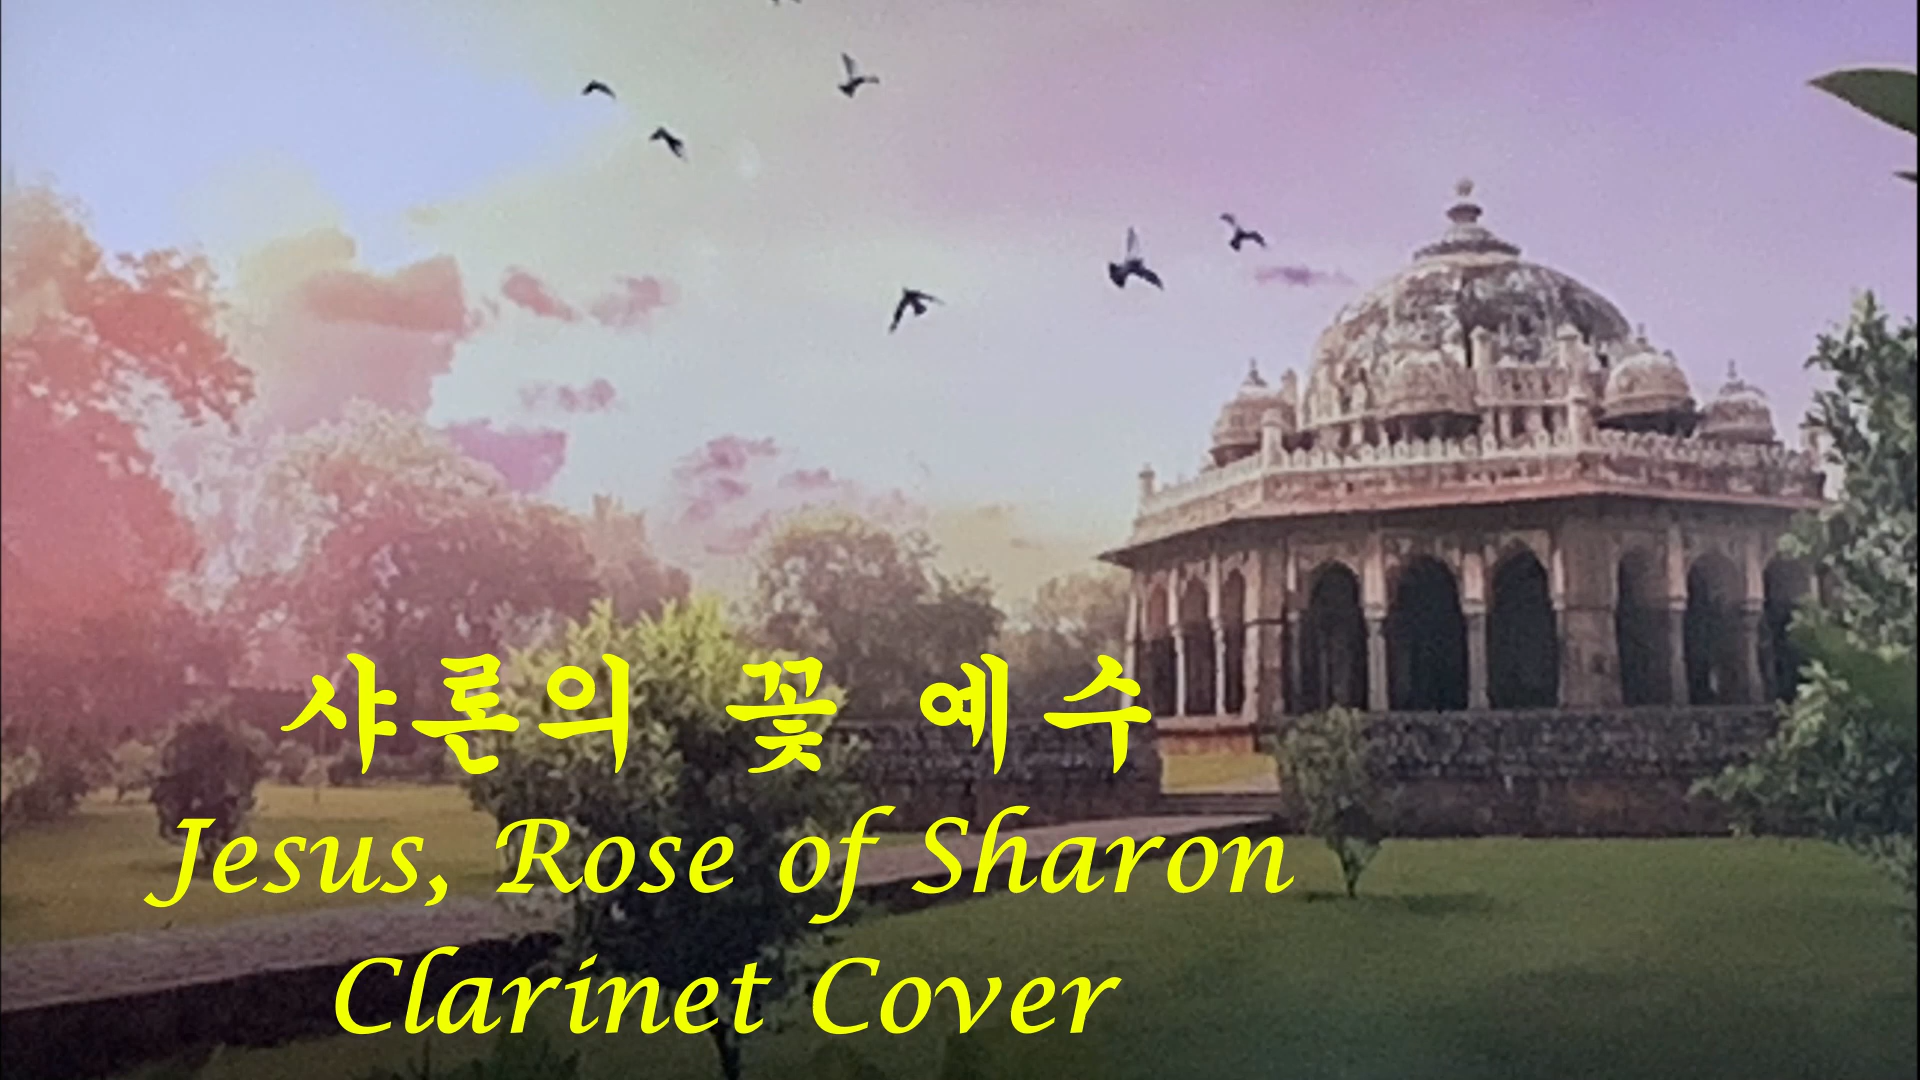 샤론의 꽃 예수
Jesus, Rose of Sharon
Clarinet Cover